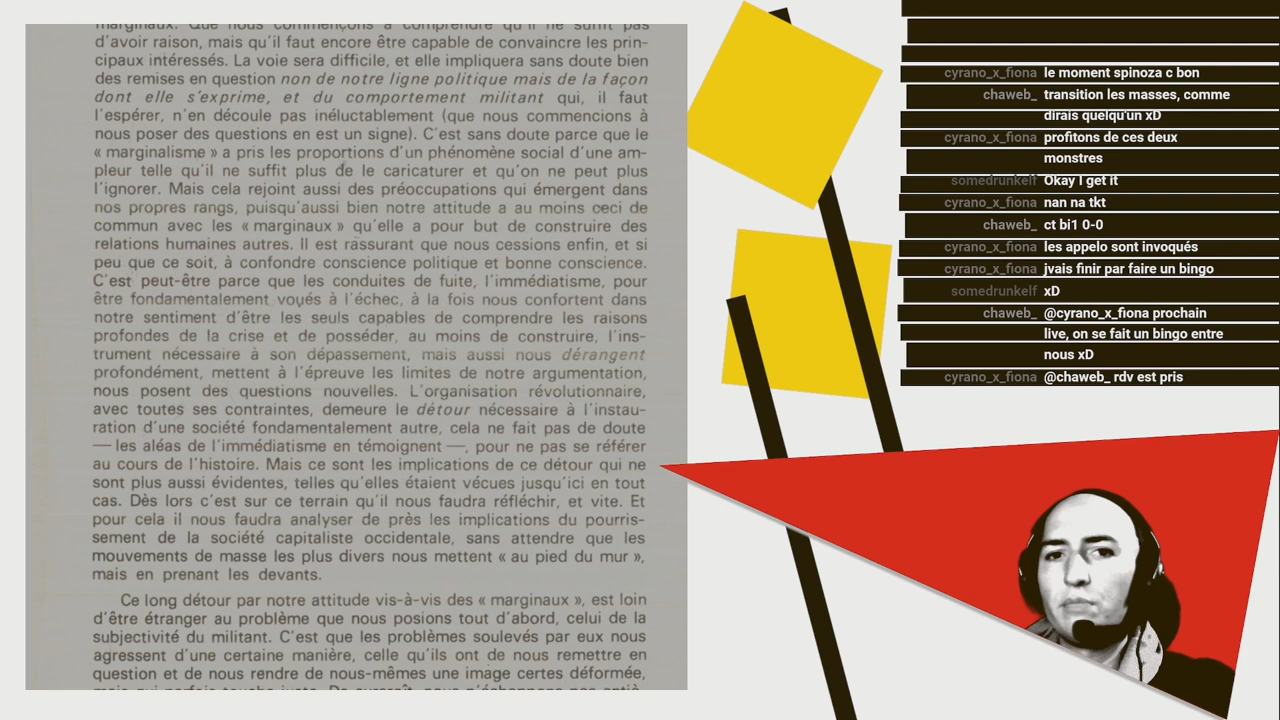 marginaux. Que nous commençons à comprendre qu'il ne suffit pas
d'avoir raison, mais qu'il faut encore être capable de convaincre les prin-
cipaux intéressés. La voie sera difficile, et elle impliquera sans doute bien
des remises en question non de notre ligne politique mais de la façon
dont elle s'exprime, et du comportement militant qui, il faut
l'espérer, n'en découle pas inéluctablement (que nous commencions à
nous poser des questions en est un signe). C'est sans doute parce que le
« marginalisme » a pris les proportions d'un phénomène social d'une am-
pleur telle qu'il ne suffit plus de le caricaturer et qu'on ne peut plus
l'ignorer. Mais cela rejoint aussi des préoccupations qui émergent dans
nos propres rangs, puisqu'aussi bien notre attitude a au moins ceci de
commun avec les « marginaux » qu'elle a pour but de construire des
relations humaines autres. Il est rassurant que nous cessions enfin, et si
peu que ce soit, à confondre conscience politique et bonne conscience.
C'est peut-être parce que les conduites de fuite, l'immédiatisme, pour
être fondamentalement voués à l'échec, à la fois nous confortent dans
notre sentiment d'être les seuls capables de comprendre les raisons
profondes de la crise et de posséder, au moins de construire, l'ins-
trument nécessaire à son dépassement, mais aussi nous dérangent
profondément, mettent à l'épreuve les limites de notre argumentation,
nous posent des questions nouvelles. L'organisation révolutionnaire,
avec toutes ses contraintes, demeure le détour nécessaire à l'instau-
ration d'une société fondamentalement autre, cela ne fait pas de doute
— les aléas de l'immédiatisme en témoignent —, pour ne pas se référer
au cours de l'histoire. Mais ce sont les implications de ce détour qui ne
sont plus aussi évidentes, telles qu'elles étaient vécues jusqu'ici en tout
cas. Dès lors c'est sur ce terrain qu'il nous faudra réfléchir, et vite. Et
pour cela il nous faudra analyser de près les implications du pourris-
sement de la société capitaliste occidentale, sans attendre que les
mouvements de masse les plus divers nous mettent « au pied du mur »,
mais en prenant les devants.
Ce long détour par notre attitude vis-à-vis des « marginaux », est loin
d'être étranger au problème que nous posions tout d'abord, celui de la
subjectivité du militant. C'est que les problèmes soulevés par eux nous
agressent d'une certaine manière, celle qu'ils ont de nous remettre en
question et de nous rendre de nous-mêmes une image certes déformée,
cyrano_x_fiona le moment spinoza c bon
chaweb_ transition les masses, comme
dirais quelqu'un xD
cyrano_x_fiona profitons de ces deux
monstres
somedrunkelf Okay I get it
cyrano_x_fiona nan na tkt
chaweb_ ct bi1 0-0
cyrano_x_fiona les appelo sont invoqués
cyrano_x_fiona jvais finir par faire un bingo
somedrunkelf xD
chaweb_ @cyrano_x_fiona prochain
live, on se fait un bingo entre
nous xD
cyrano_x_fiona @chaweb_ rdv est pris